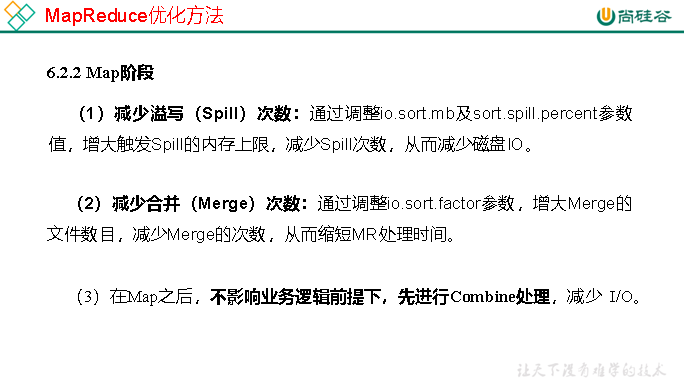 MapReduce优化方法
尚硅谷
6.2.2 Map阶段
（1）减少溢写（Spill）次数：通过调整io.sort.mb及sort.spill.percent参数
值，增大触发Spill的内存上限，减少Spill次数，从而减少磁盘IO。
（2）减少合并（Merge）次数：通过调整io.sort.factor参数，增大Merge的
文件数目，减少Merge的次数，从而缩短MR处理时间。
（3）在Map之后，不影响业务逻辑前提下，先进行Combine处理，减少 I/O。
让天下没有难学的技术